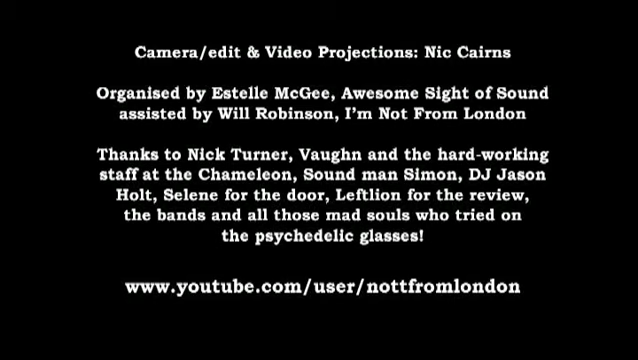 Camera/edit & Video Projections: Nic Cairns
Organised by Estelle McGee, Awesome Sight of Sound
assisted by Will Robinson, I'm Not From London
Thanks to Nick Turner, Vaughn and the hard-working
staff at the Chameleon, Sound man Simon, DJ Jason
Holt, Selene for the door, Leftlion for the review,
the bands and all those mad souls who tried on
the psychedelic glasses!
www.youtube.com/user/nottfromlondon